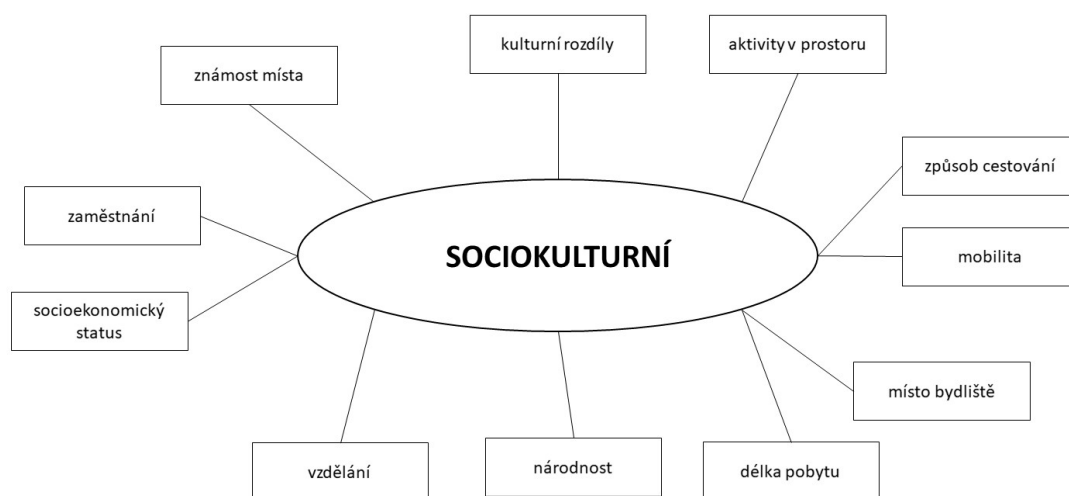 kulturní rozdíly
aktivity v prostoru
známost místa
způsob cestování
zaměstnání
SOCIOKULTURNÍ
mobilita
socioekonomický
status
místo bydliště
vzdělání
národnost
délka pobytu